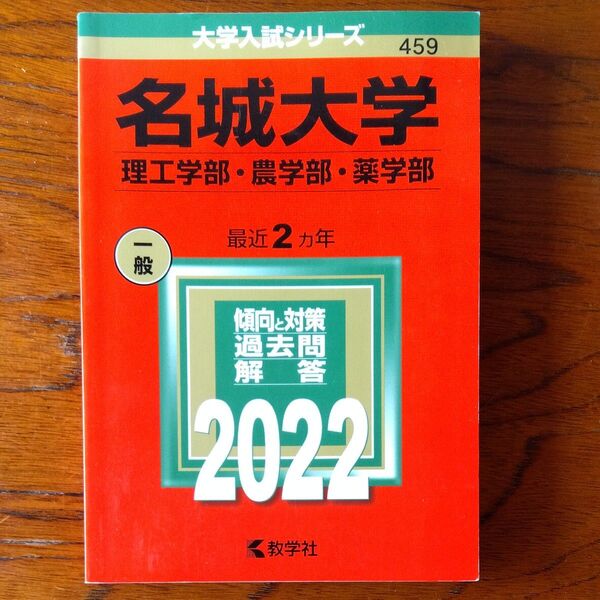 大学入試シリーズ
459
名城大学
理工学部・農学部・薬学部
一般
最近2ヵ年
傾向と対策
過去問
解答
2022
教学社